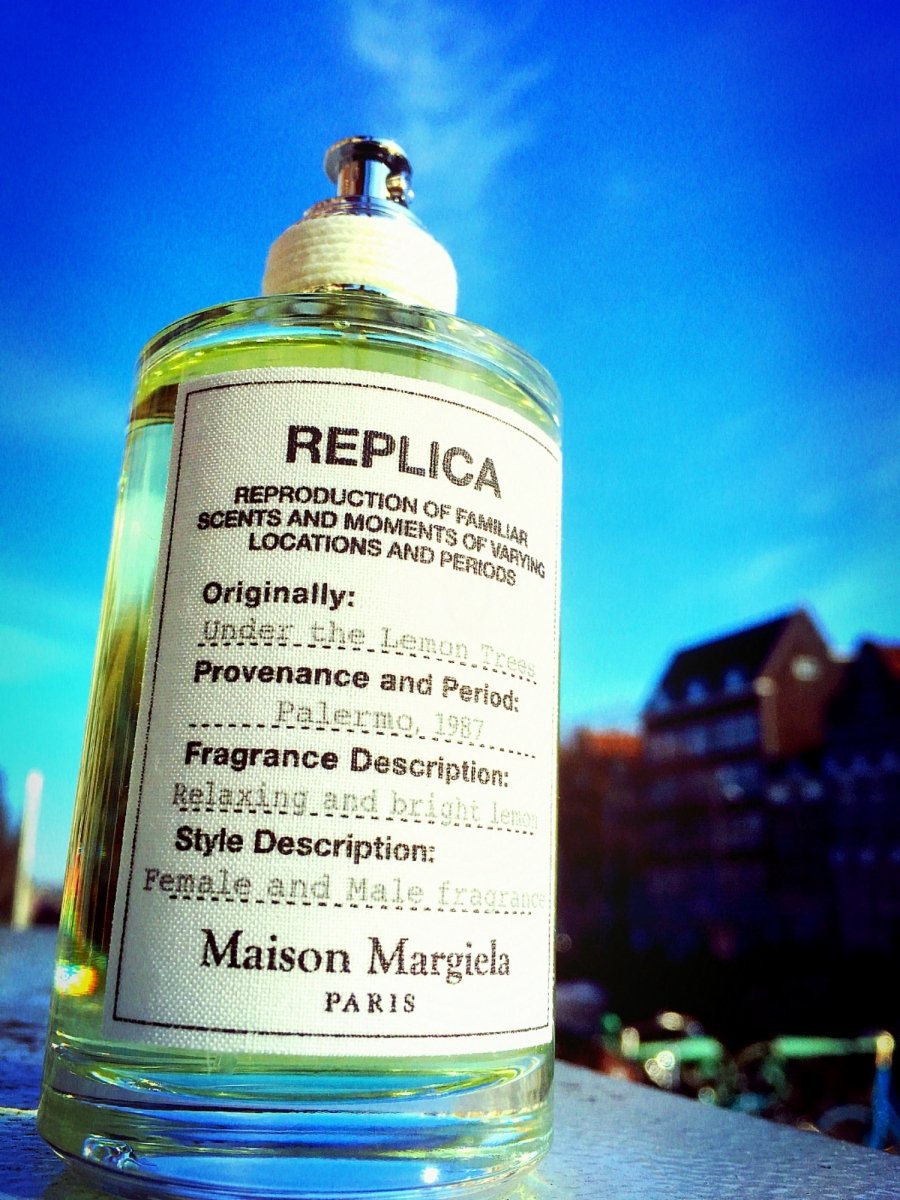 REPLICA
REPRODUCTION OF FAMILIAR
SCENTS AND MOMENTS OF VARYING
LOCATIONS AND PERIODS
Originally:
Under the Lemon Trees
Provenance and Period:
Palermo, 1987
Fragrance Description:
Relaxing and bright lemon
Style Description:
Female and Male fragrance
Maison Margiela
PARIS